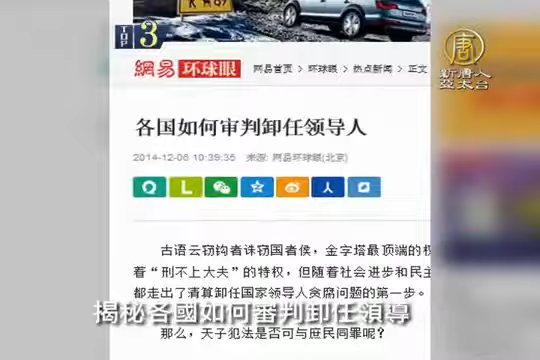 TOP 3
唐
新唐人
亞太台
網易 环球眼 网易首页 > 环球眼 > 热点新闻 > 正文
各国如何审判卸任领导人
2014-12-06 10:39:35 来源: 网易环球眼(北京)
古语云窃钩者诛窃国者侯，金字塔最顶端的权
着“刑不上大夫”的特权，但随着社会进步和民主
都走出了清算卸任国家领导人贪腐问题的第一步。
揭秘各國如何審判卸任領導
那么，天子犯法是否可与庶民同罪呢？